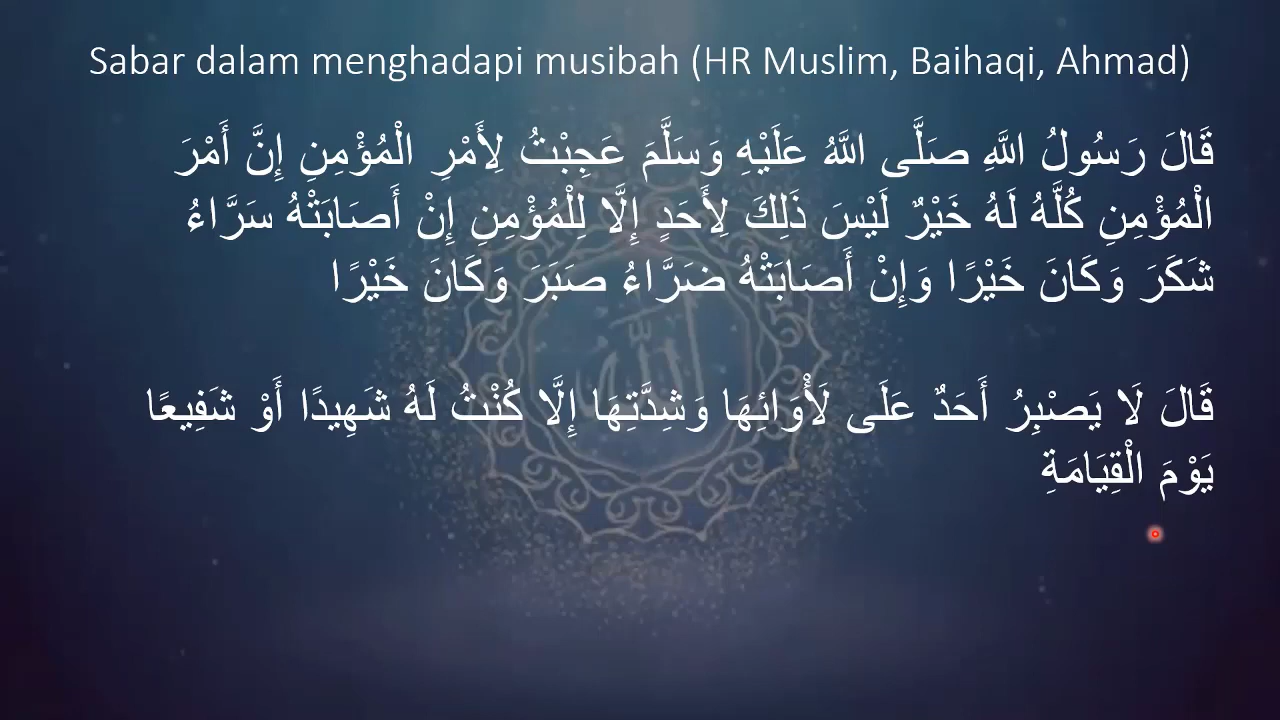 Sabar dalam menghadapi musibah (HR Muslim, Baihaqi, Ahmad)
قَالَ رَسُولُ اللَّهِ صَلَّى اللَّهُ عَلَيْهِ وَسَلَّمَ عَجِبْتُ لِأَمْرِ الْمُؤْمِنِ إِنَّ أَمْرَ
الْمُؤْمِنِ كُلَّهُ لَهُ خَيْرٌ لَيْسَ ذَلِكَ لِأَحَدٍ إِلَّا لِلْمُؤْمِنِ إِنْ أَصَابَتْهُ سَرَّاءُ
شَكَرَ وَكَانَ خَيْرًا وَإِنْ أَصَابَتْهُ ضَرَّاءُ صَبَرَ وَكَانَ خَيْرًا
قَالَ لَا يَصْبِرُ أَحَدٌ عَلَى لَأْوَائِهَا وَشِدَّتِهَا إِلَّا كُنْتُ لَهُ شَهِيدًا أَوْ شَفِيعًا
يَوْمَ الْقِيَامَةِ
الله